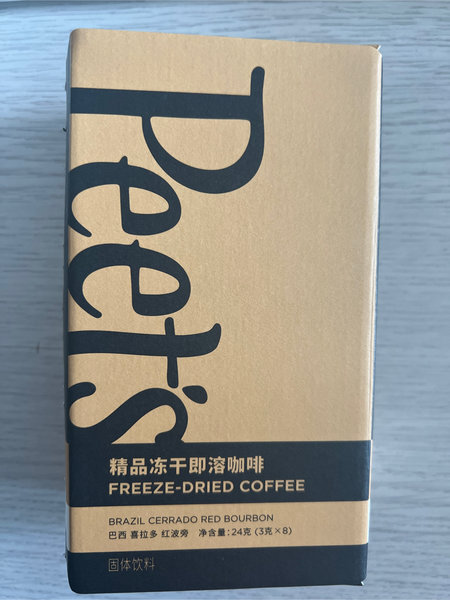 Peet's
精品冻干即溶咖啡
FREEZE-DRIED COFFEE
BRAZIL CERRADO RED BOURBON
巴西 喜拉多 红波旁 净含量:24克 (3克×8)
固体饮料